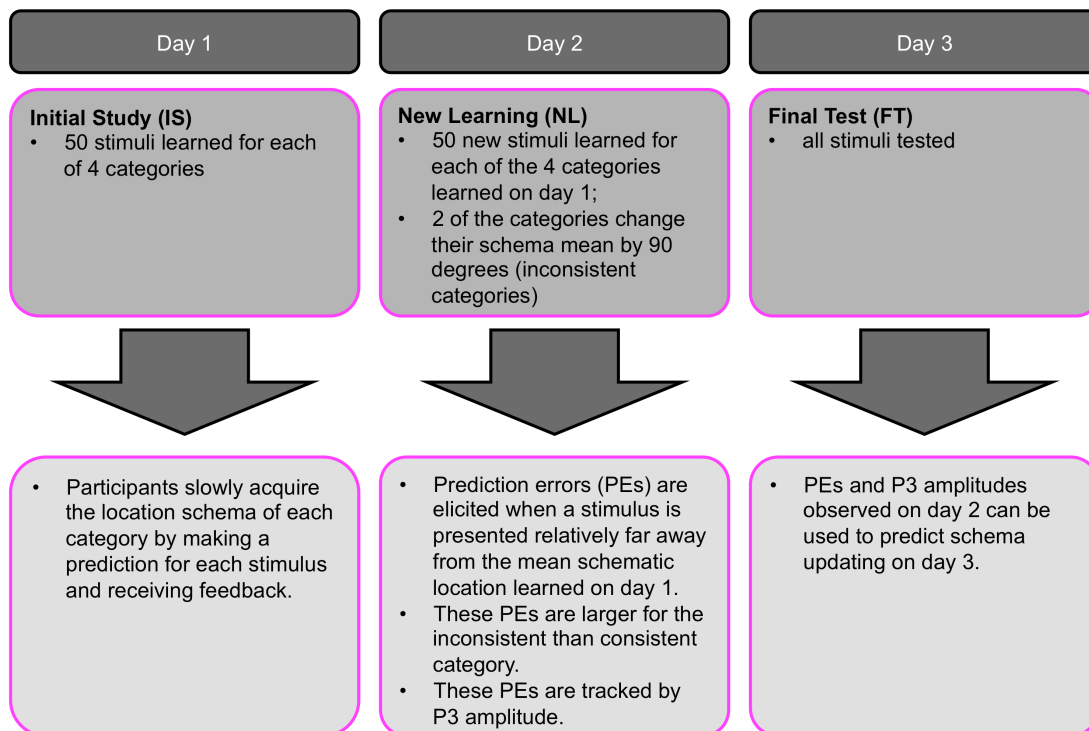 Day 1
Day 2
Day 3
Initial Study (IS)
• 50 stimuli learned for each
of 4 categories
New Learning (NL)
• 50 new stimuli learned for
each of the 4 categories
learned on day 1;
• 2 of the categories change
their schema mean by 90
degrees (inconsistent
categories)
Final Test (FT)
• all stimuli tested
• Participants slowly acquire
the location schema of each
category by making a
prediction for each stimulus
and receiving feedback.
• Prediction errors (PEs) are
elicited when a stimulus is
presented relatively far away
from the mean schematic
location learned on day 1.
• These PEs are larger for the
inconsistent than consistent
category.
• These PEs are tracked by
P3 amplitude.
• PEs and P3 amplitudes
observed on day 2 can be
used to predict schema
updating on day 3.